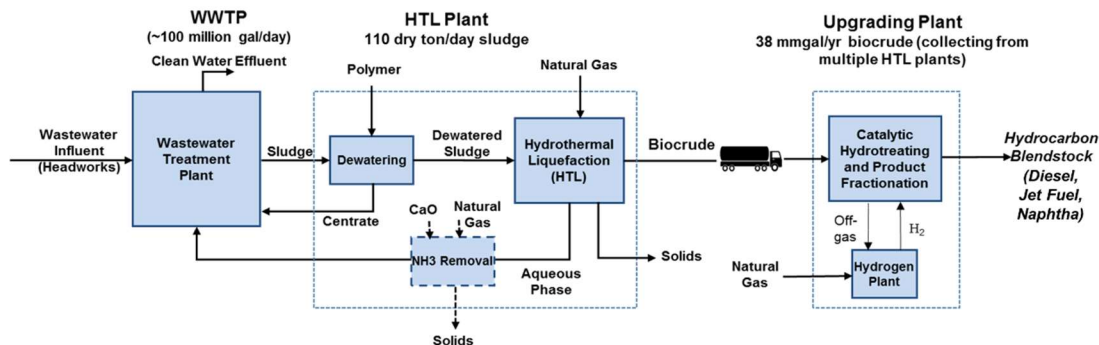 WWTP
(~100 million gal/day)
Clean Water Effluent
Wastewater
Influent
(Headworks)
Wastewater
Treatment
Plant
Sludge
HTL Plant
110 dry ton/day sludge
Polymer
Natural Gas
Dewatering
Dewatered
Sludge
Hydrothermal
Liquefaction
(HTL)
Centrate
CaO
Natural
Gas
NH3 Removal
Aqueous
Phase
Solids
Solids
Biocrude
Upgrading Plant
38 mmgal/yr biocrude (collecting from
multiple HTL plants)
Catalytic
Hydrotreating
and Product
Fractionation
Off-
gas
H2
Natural
Gas
Hydrogen
Plant
Hydrocarbon
Blendstock
(Diesel,
Jet Fuel,
Naphtha)